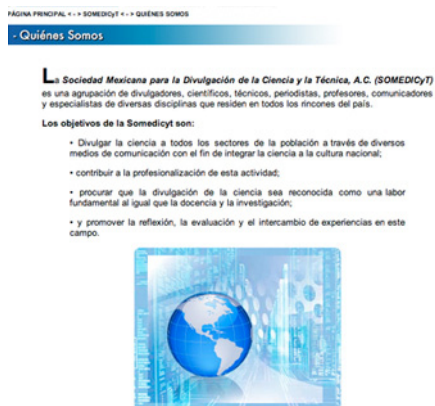 PÁGINA PRINCIPAL < - > SOMEDICyT < - > QUIÉNES SOMOS
- Quiénes Somos
La Sociedad Mexicana para la Divulgación de la Ciencia y la Técnica, A.C. (SOMEDICyT)
es una agrupación de divulgadores, científicos, técnicos, periodistas, profesores, comunicadores
y especialistas de diversas disciplinas que residen en todos los rincones del país.
Los objetivos de la Somedicyt son:
• Divulgar la ciencia a todos los sectores de la población a través de diversos
medios de comunicación con el fin de integrar la ciencia a la cultura nacional;
• contribuir a la profesionalización de esta actividad;
• procurar que la divulgación de la ciencia sea reconocida como una labor
fundamental al igual que la docencia y la investigación;
• y promover la reflexión, la evaluación y el intercambio de experiencias en este
campo.